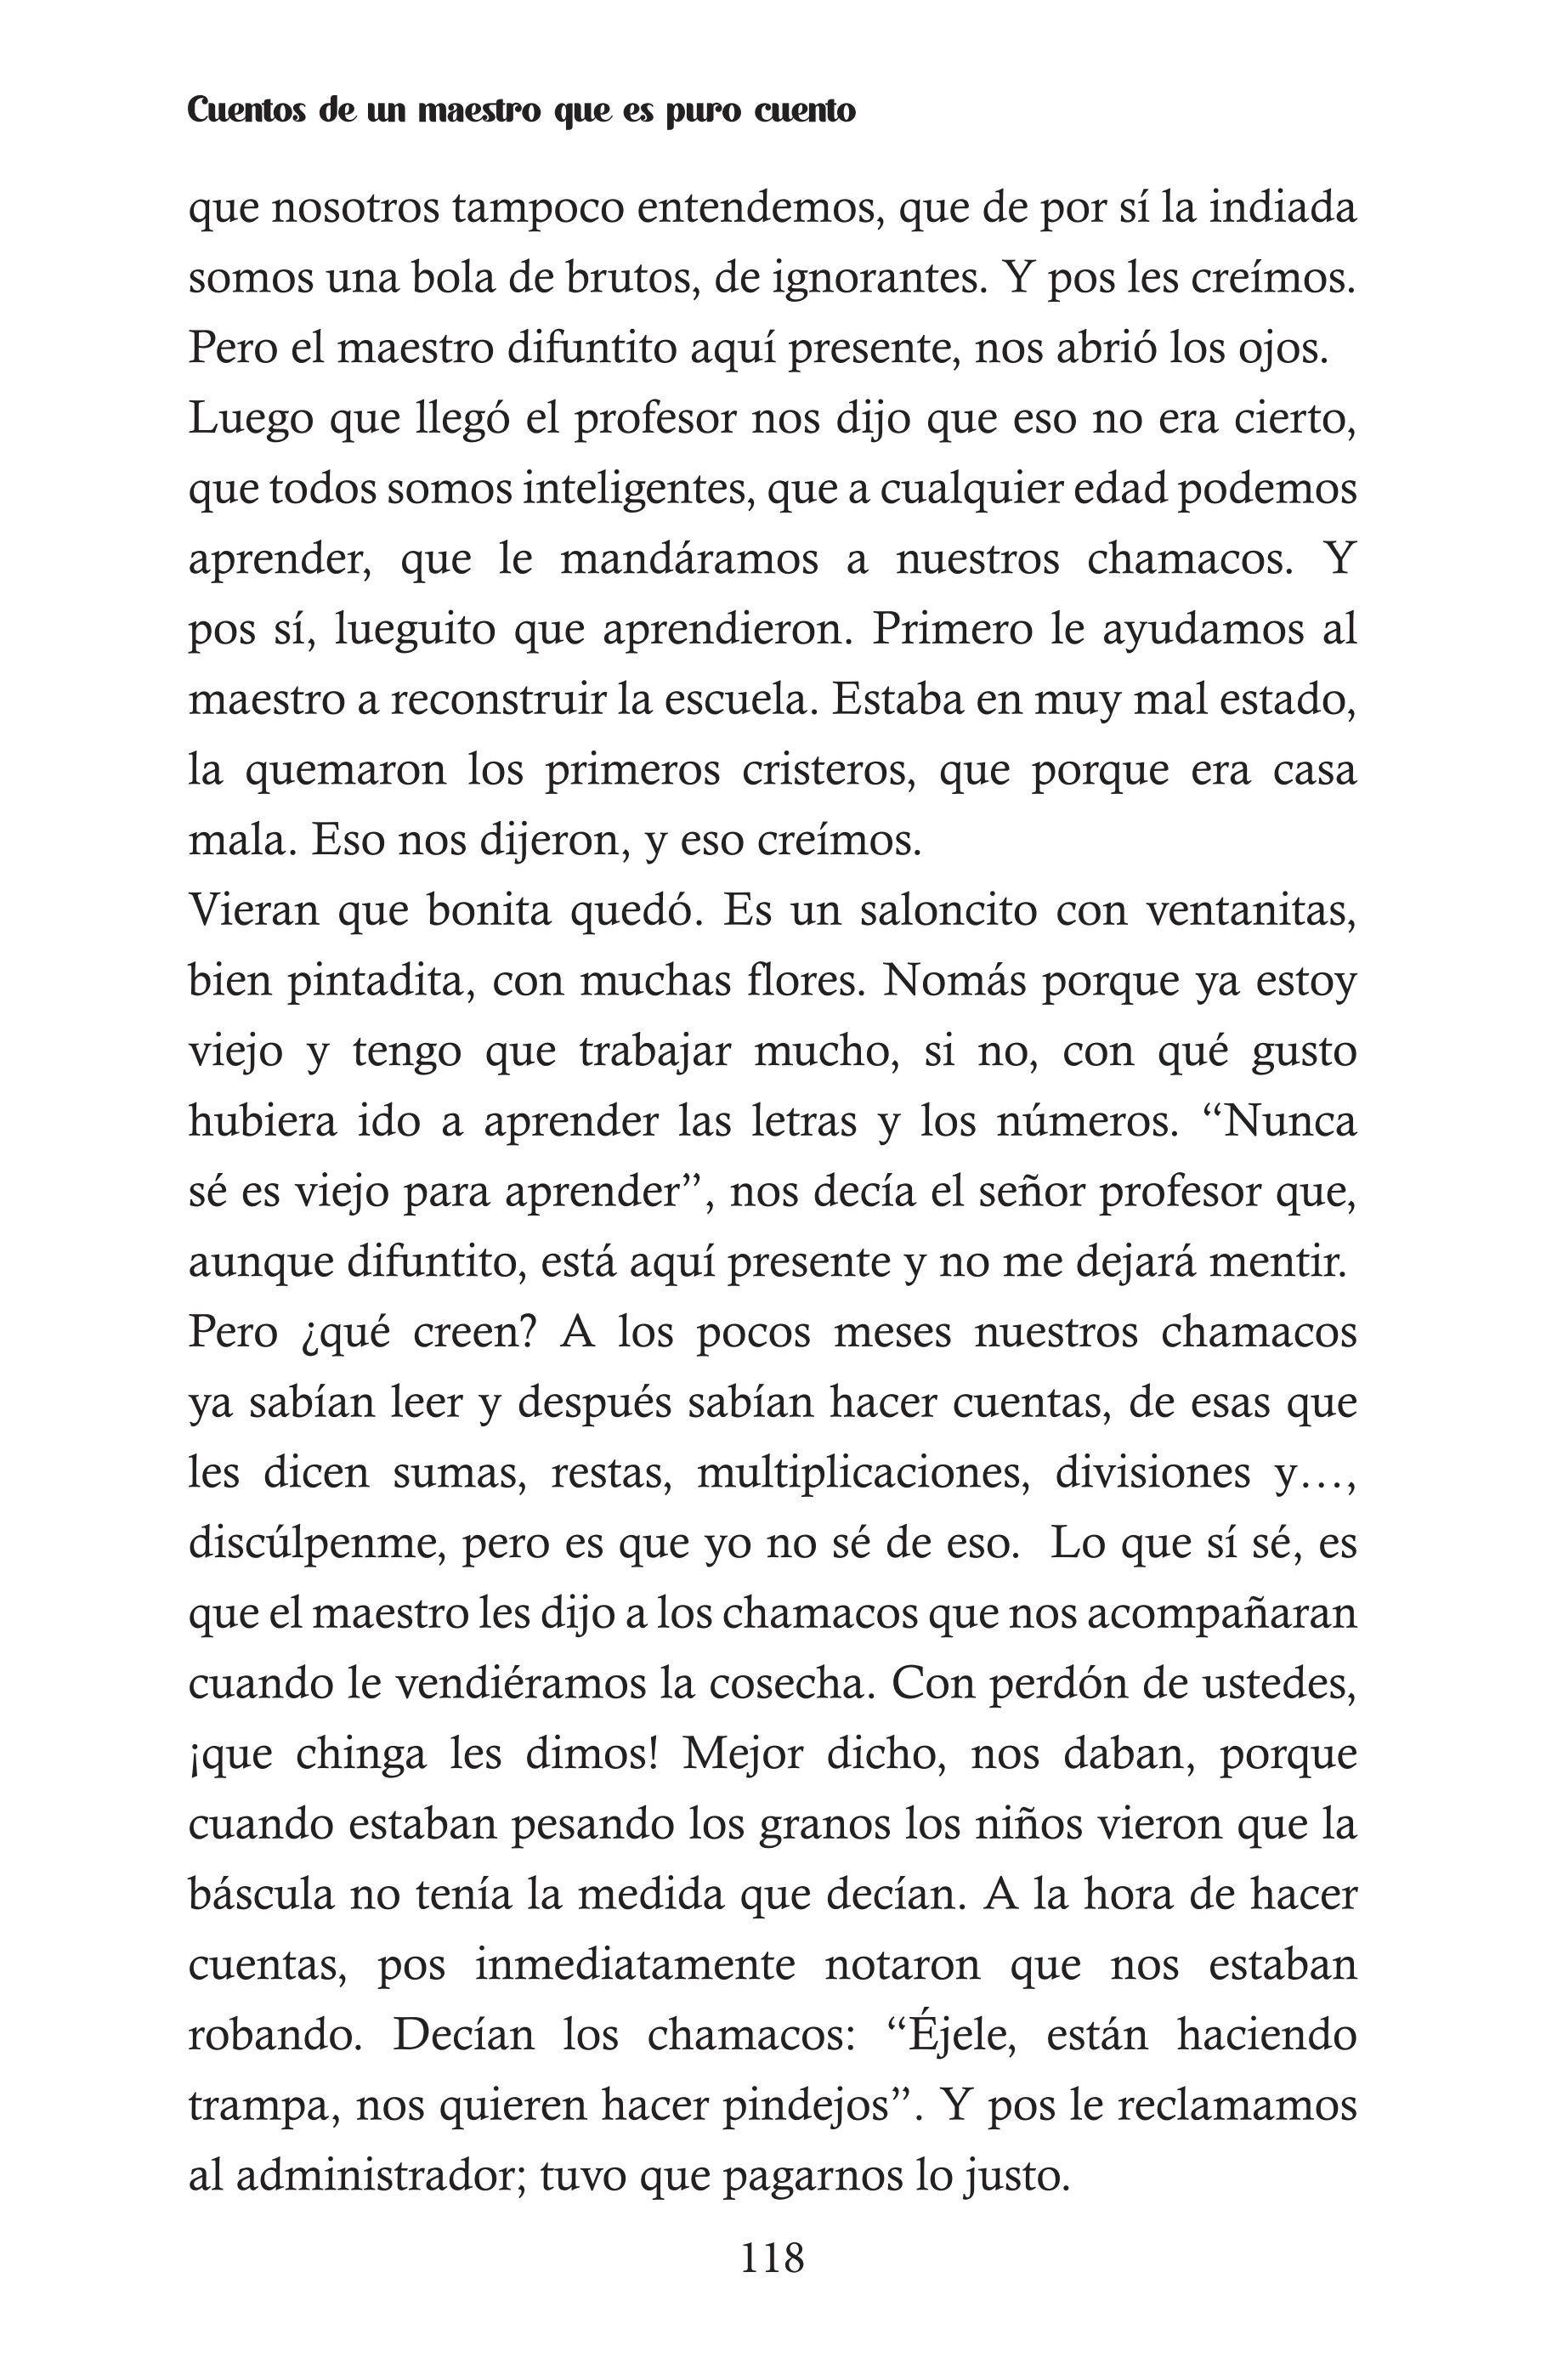 Cuentos de un maestro que es puro cuento
que nosotros tampoco entendemos, que de por sí la indiada
somos una bola de brutos, de ignorantes. Y pos les creímos.
Pero el maestro difuntito aquí presente, nos abrió los ojos.
Luego que llegó el profesor nos dijo que eso no era cierto,
que todos somos inteligentes, que a cualquier edad podemos
aprender, que le mandáramos a nuestros chamacos. Y
pos sí, lueguito que aprendieron. Primero le ayudamos al
maestro a reconstruir la escuela. Estaba en muy mal estado,
la quemaron los primeros cristeros, que porque era casa
mala. Eso nos dijeron, y eso creímos.
Vieran que bonita quedó. Es un saloncito con ventanitas,
bien pintadita, con muchas flores. Nomás porque ya estoy
viejo y tengo que trabajar mucho, si no, con qué gusto
hubiera ido a aprender las letras y los números. “Nunca
sé es viejo para aprender”, nos decía el señor profesor que,
aunque difuntito, está aquí presente y no me dejará mentir.
Pero ¿qué creen? A los pocos meses nuestros chamacos
ya sabían leer y después sabían hacer cuentas, de esas que
les dicen sumas, restas, multiplicaciones, divisiones y…,
discúlpenme, pero es que yo no sé de eso.  Lo que sí sé, es
que el maestro les dijo a los chamacos que nos acompañaran
cuando le vendiéramos la cosecha. Con perdón de ustedes,
¡que chinga les dimos! Mejor dicho, nos daban, porque
cuando estaban pesando los granos los niños vieron que la
báscula no tenía la medida que decían. A la hora de hacer
cuentas, pos inmediatamente notaron que nos estaban
robando. Decían los chamacos: “Éjele, están haciendo
trampa, nos quieren hacer pindejos”. Y pos le reclamamos
al administrador; tuvo que pagarnos lo justo.
118